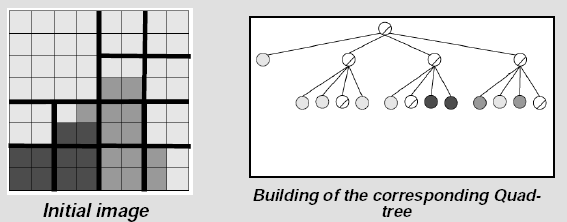 Initial image
Building of the corresponding Quad-
tree